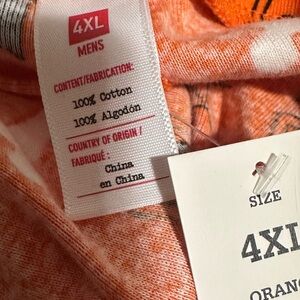 4XL
MENS
CONTENT/FABRICATION:
100% Cotton
100% Algodón
COUNTRY OF ORIGIN /
FABRIQUÉ :
China
en China
SIZE
4XL
ORANG